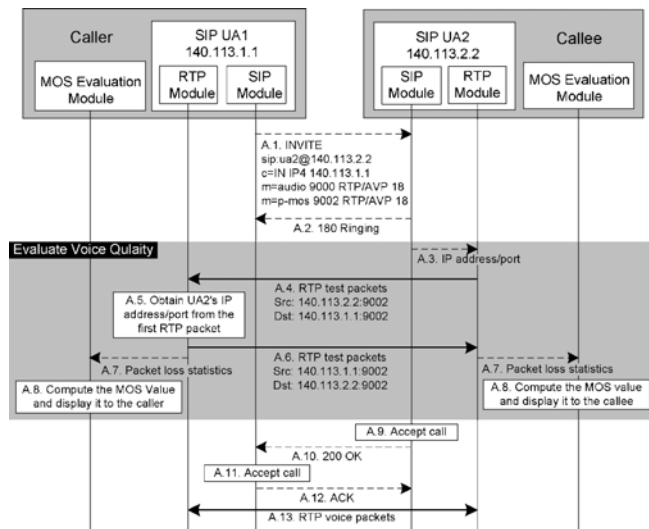 Caller
SIP UA1
140.113.1.1
MOS Evaluation
Module
RTP
Module
SIP
Module
SIP UA2
140.113.2.2
Callee
SIP
Module
RTP
Module
MOS Evaluation
Module
A.1. INVITE
sip:ua2@140.113.2.2
c=IN IP4 140.113.1.1
m=audio 9000 RTP/AVP 18
m=p-mos 9002 RTP/AVP 18
A.2. 180 Ringing
Evaluate Voice Qulaity
A.3. IP address/port
A.4. RTP test packets
Src: 140.113.2.2:9002
Dst: 140.113.1.1:9002
A.5. Obtain UA2's IP
address/port from the
first RTP packet
A.6. RTP test packets
Src: 140.113.1.1:9002
Dst: 140.113.2.2:9002
A.7. Packet loss statistics
A.7. Packet loss statistics
A.8. Compute the MOS Value
and display it to the caller
A.8. Compute the MOS value
and display it to the callee
A.9. Accept call
A.10. 200 OK
A.11. Accept call
A.12. ACK
A.13. RTP voice packets